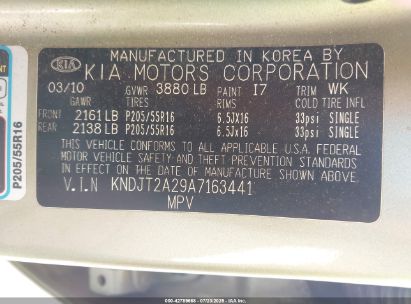 MANUFACTURED IN KOREA BY
KIA KIA MOTORS CORPORATION
03/10 GVWR 3880 LB PAINT I7 TRIM WK
GAWR TIRES RIMS COLD TIRE INFL
FRONT 2161 LB P205/55R16 6.5Jx16 33psi SINGLE
REAR 2138 LB P205/55R16 6.5Jx16 33psi SINGLE
THIS VEHICLE CONFORMS TO ALL APPLICABLE U.S.A. FEDERAL
MOTOR VEHICLE SAFETY AND THEFT PREVENTION STANDARDS
IN EFFECT ON THE DATE OF MANUFACTURE SHOWN ABOVE.
V.I.N KNDJT2A29A7163441
MPV
P205/55R16